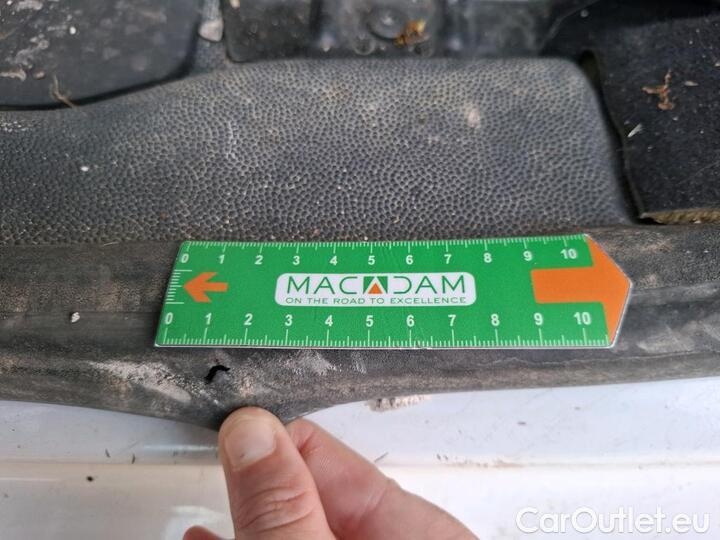 0 1 2 3 4 5 6 7 8 9 10
MACADAM
ON THE ROAD TO EXCELLENCE
0 1 2 3 4 5 6 7 8 9 10
CarOutlet.eu